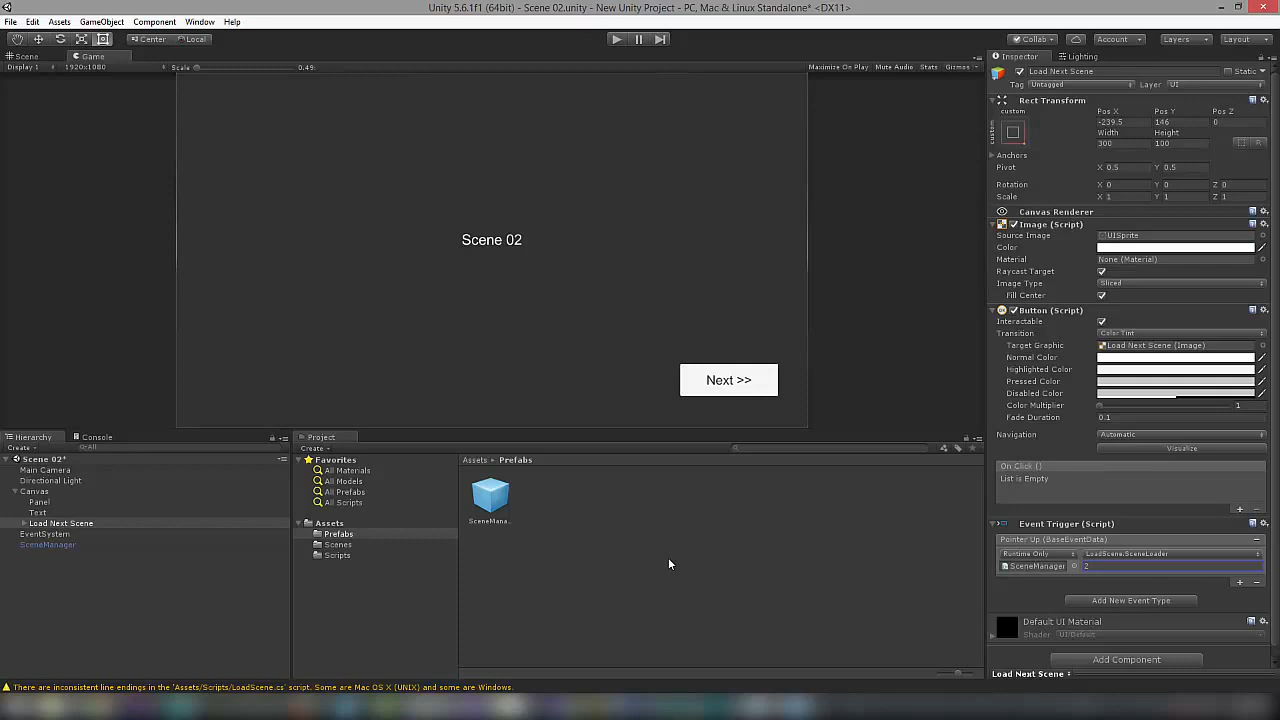 Unity 5.6.1f1 (64bit) - Scene 02.unity - New Unity Project - PC, Mac & Linux Standalone* <DX11>
File Edit Assets GameObject Component Window Help
Center Local Collab Account Layers Layout
Scene Game
Display 1 1920x1080 Scale 0.49: Maximize On Play Mute Audio Stats Gizmos
Scene 02
Next >>
Hierarchy Console
Create All
Scene 02*
Main Camera
Directional Light
Canvas
Panel
Text
Load Next Scene
EventSystem
SceneManager
Project
Create
Favorites
All Materials
All Models
All Prefabs
All Scripts
Assets
Prefabs
Scenes
Scripts
Assets ▸ Prefabs
SceneMana..
Inspector Lighting
Load Next Scene Static
Tag Untagged Layer UI
Rect Transform
custom Pos X Pos Y Pos Z
custom -239.5 146 0
Width Height
300 100
R
Anchors
Pivot X 0.5 Y 0.5
Rotation X 0 Y 0 Z 0
Scale X 1 Y 1 Z 1
Canvas Renderer
Image (Script)
Source Image UISprite
Color
Material None (Material)
Raycast Target
Image Type Sliced
Fill Center
Button (Script)
Interactable
Transition Color Tint
Target Graphic Load Next Scene (Image)
Normal Color
Highlighted Color
Pressed Color
Disabled Color
Color Multiplier 1
Fade Duration 0.1
Navigation Automatic
Visualize
On Click ()
List is Empty
Event Trigger (Script)
Pointer Up (BaseEventData)
Runtime Only LoadScene.SceneLoader
SceneManager 2
Add New Event Type
Default UI Material
Shader UI/Default
Add Component
Load Next Scene
There are inconsistent line endings in the 'Assets/Scripts/LoadScene.cs' script. Some are Mac OS X (UNIX) and some are Windows.